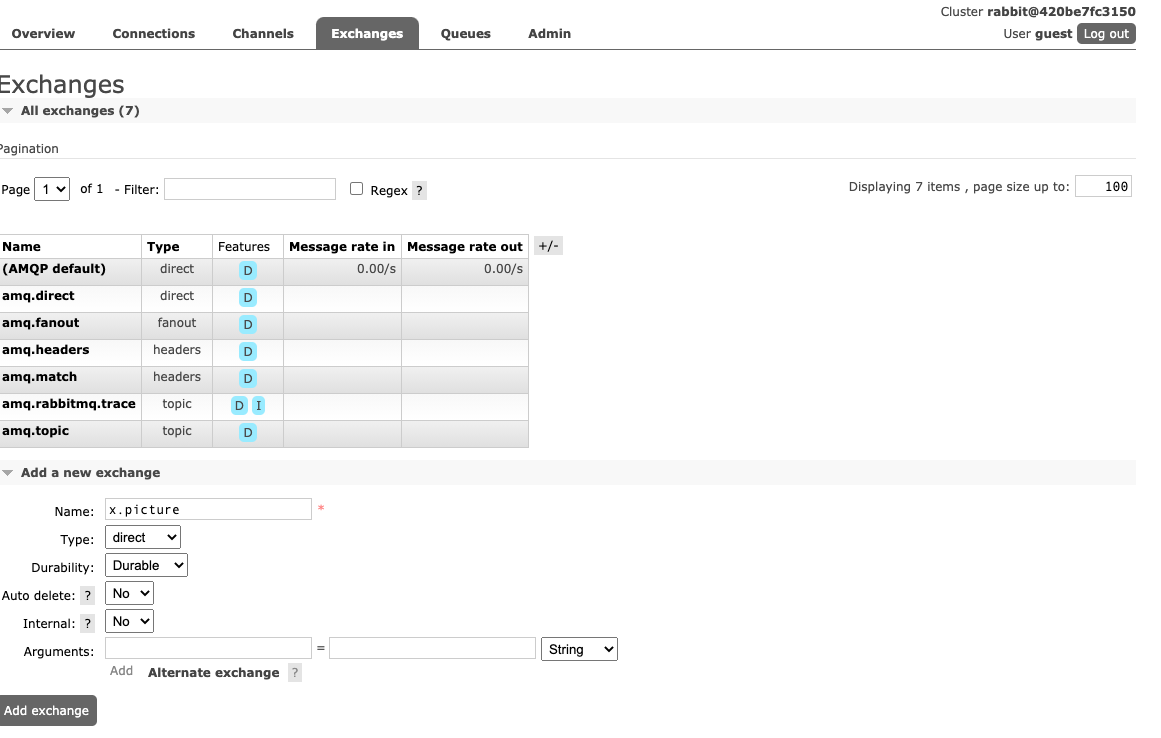 Cluster rabbit@420be7fc3150
Overview Connections Channels Exchanges Queues Admin User guest Log out
Exchanges
All exchanges (7)
Pagination
Page 1 of 1 - Filter: Regex ? Displaying 7 items , page size up to: 100
Name Type Features Message rate in Message rate out +/-
(AMQP default) direct D 0.00/s 0.00/s
amq.direct direct D
amq.fanout fanout D
amq.headers headers D
amq.match headers D
amq.rabbitmq.trace topic D I
amq.topic topic D
Add a new exchange
Name: x.picture *
Type: direct
Durability: Durable
Auto delete: ? No
Internal: ? No
Arguments: = String
Add Alternate exchange ?
Add exchange